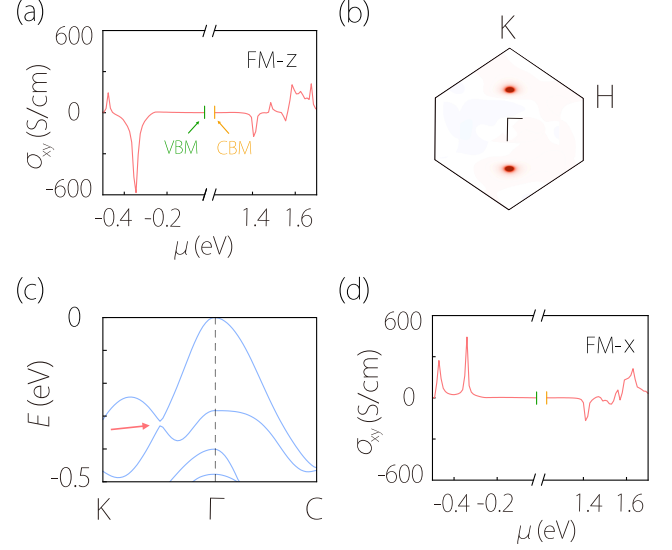 (a)
600
0
-600
σxy (S/cm)
FM-z
VBM
CBM
-0.4
-0.2
1.4
1.6
μ (eV)
(b)
K
H
Γ
(c)
0
-0.5
E (eV)
K
Γ
C
(d)
600
0
-600
σxy (S/cm)
FM-x
-0.4
-0.2
1.4
1.6
μ (eV)